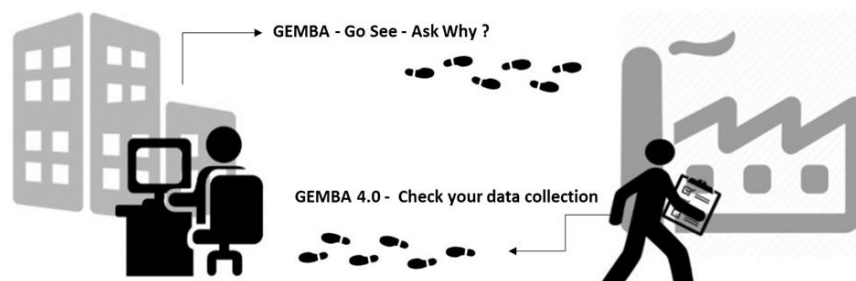 GEMBA - Go See - Ask Why ?
GEMBA 4.0 - Check your data collection